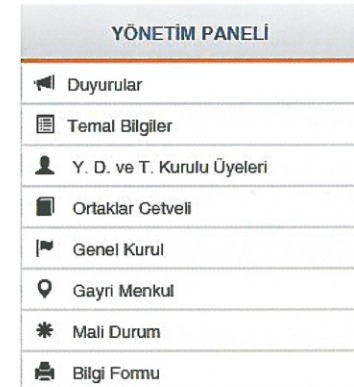 YÖNETİM PANELİ
Duyurular
Temal Bilgiler
Y. D. ve T. Kurulu Üyeleri
Ortaklar Cetveli
Genel Kurul
Gayri Menkul
Mali Durum
Bilgi Formu